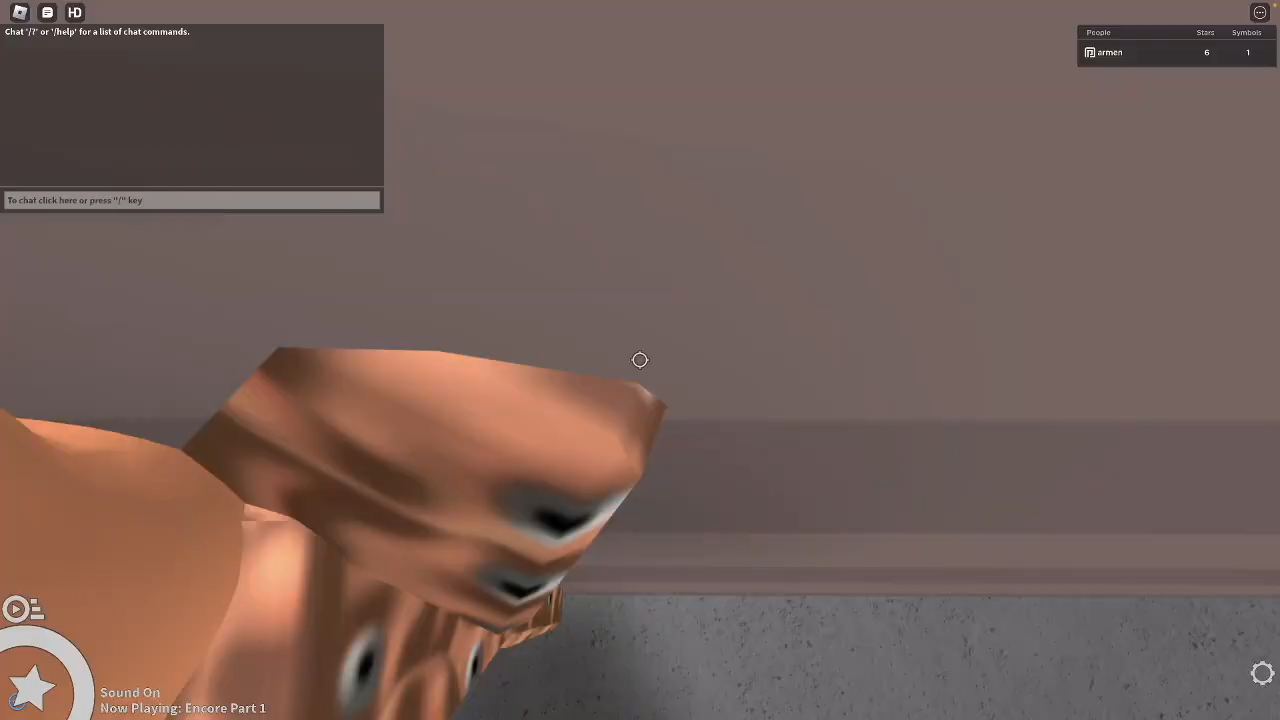 HD
Chat '/?' or '/help' for a list of chat commands.
To chat click here or press "/" key
People Stars Symbols
armen 6 1
Sound On
Now Playing: Encore Part 1